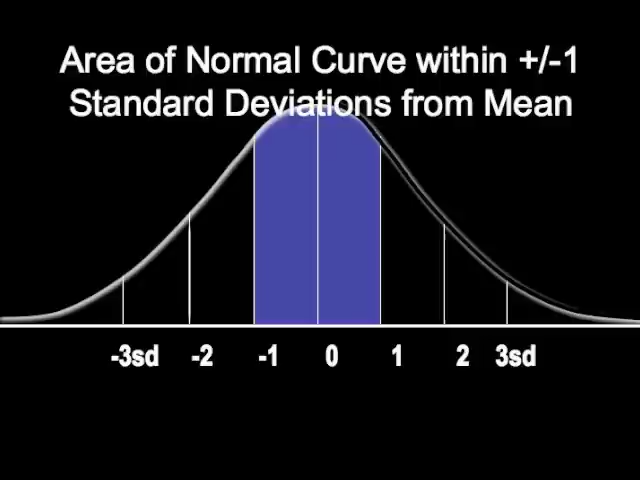 Area of Normal Curve within +/-1
Standard Deviations from Mean
-3sd -2 -1 0 1 2 3sd